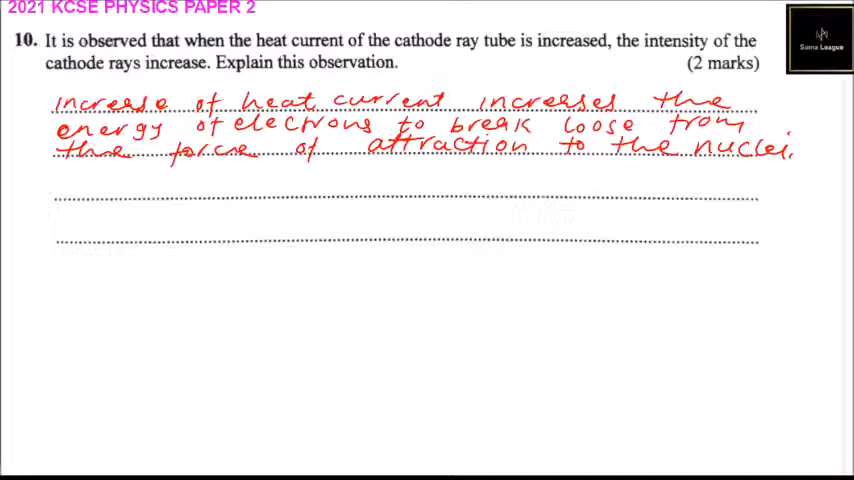 2021 KCSE PHYSICS PAPER 2
10. It is observed that when the heat current of the cathode ray tube is increased, the intensity of the
cathode rays increase. Explain this observation. (2 marks)
Suma League
increase of heat current increases the
energy of electrons to break loose from
the force of attraction to the nuclei.